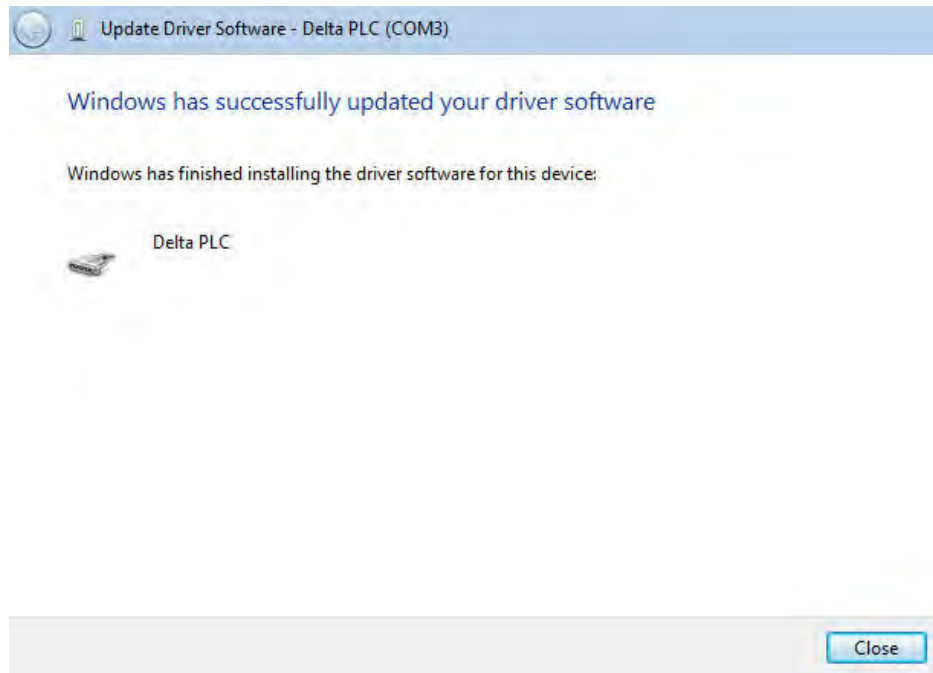 Update Driver Software - Delta PLC (COM3)
Windows has successfully updated your driver software
Windows has finished installing the driver software for this device:
Delta PLC
Close